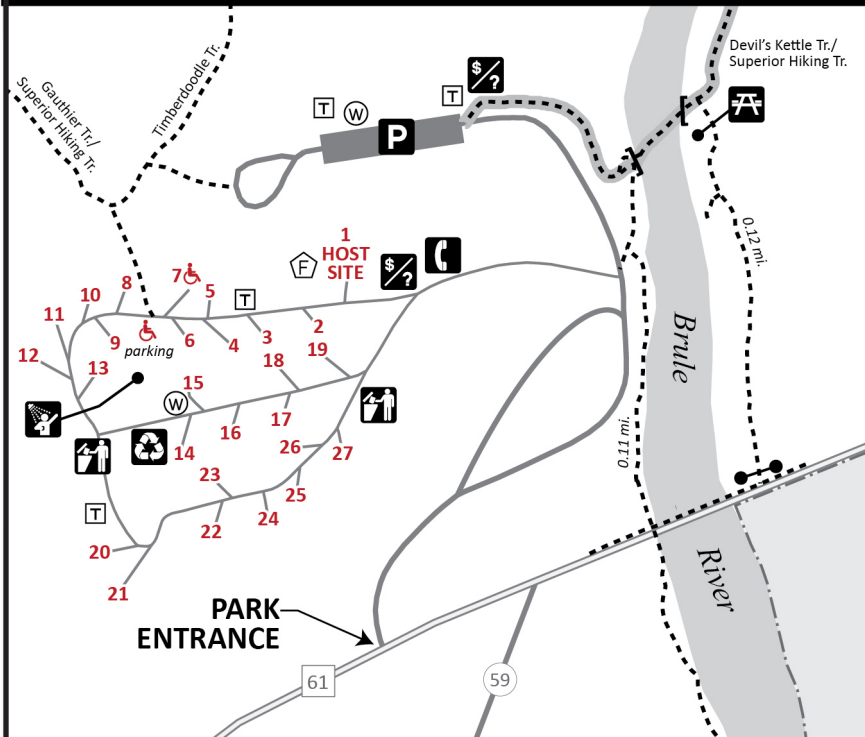 Devil's Kettle Tr./
Superior Hiking Tr.
Timberdoodle Tr.
Gauthier Tr./
Superior Hiking Tr.
$/?
T
W
T
P
0.12 mi.
1
HOST
SITE
F
$/?
7
5
8
10
11
T
2
3
4
6
9
parking
12
13
18
19
15
W
17
16
14
26
27
23
25
24
22
T
20
21
Brule
River
0.11 mi.
PARK
ENTRANCE
61
59